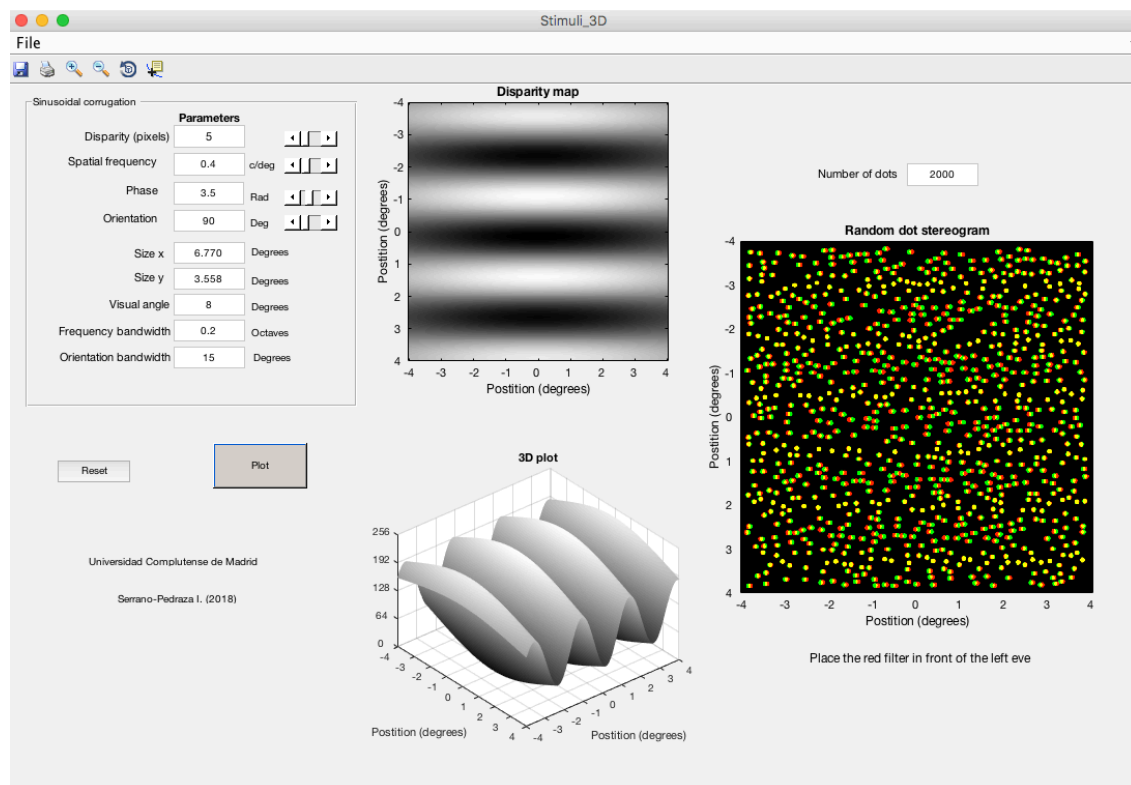 Stimuli_3D
File
Sinusoidal corrugation
Parameters
Disparity (pixels) 5
Spatial frequency 0.4 c/deg
Phase 3.5 Rad
Orientation 90 Deg
Size x 6.770 Degrees
Size y 3.558 Degrees
Visual angle 8 Degrees
Frequency bandwidth 0.2 Octaves
Orientation bandwidth 15 Degrees
Reset
Plot
Universidad Complutense de Madrid
Serrano-Pedraza I. (2018)
Disparity map
-4
-3
-2
-1
0
1
2
3
4
Postition (degrees)
-4 -3 -2 -1 0 1 2 3 4
Postition (degrees)
3D plot
256
192
128
64
0
-4 -3 -2 -1 0 1 2 3 4
Postition (degrees)
-4 -3 -2 -1 0 1 2 3 4
Postition (degrees)
Number of dots 2000
Random dot stereogram
-4
-3
-2
-1
0
1
2
3
4
Postition (degrees)
-4 -3 -2 -1 0 1 2 3 4
Postition (degrees)
Place the red filter in front of the left eye